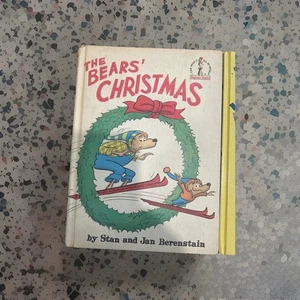 THE
BEARS'
CHRISTMAS
by Stan and Jan Berenstain